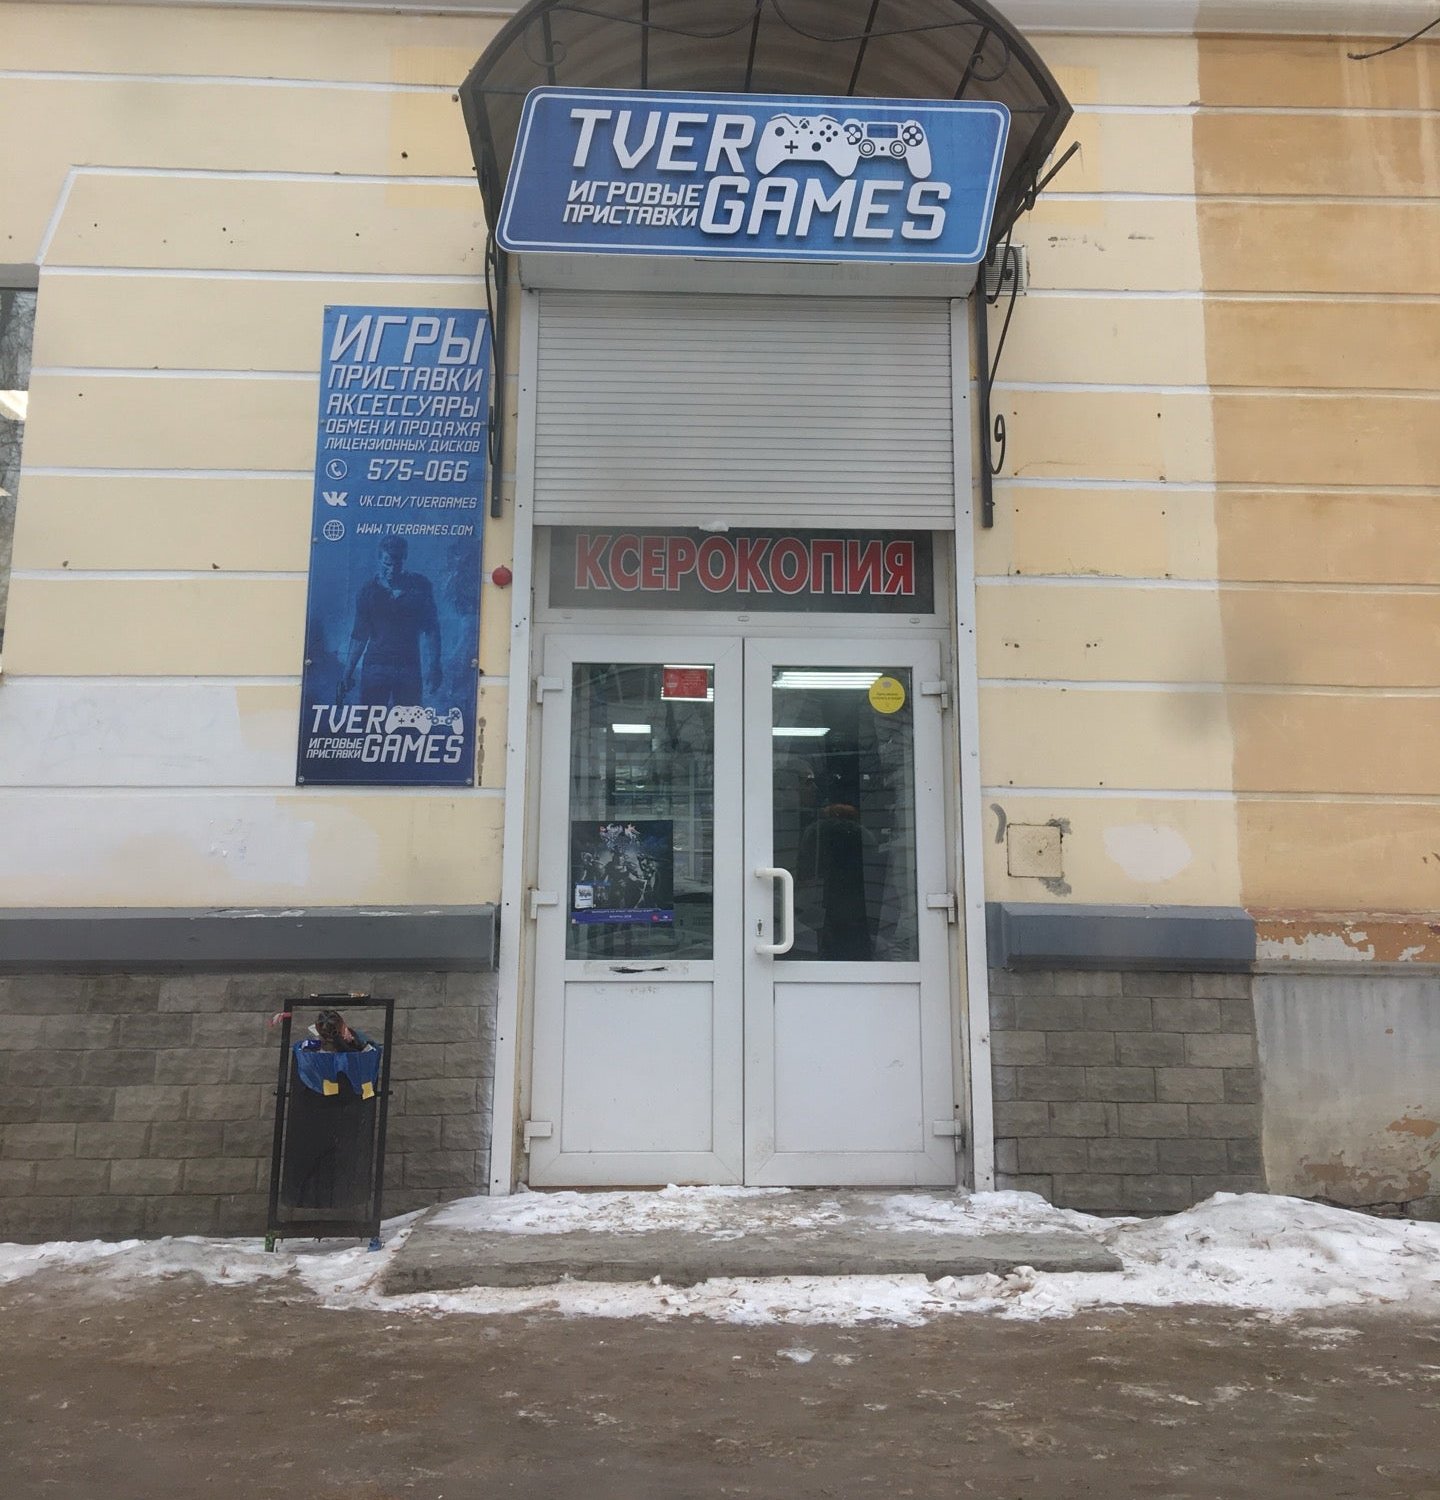 TVER
ИГРОВЫЕ
ПРИСТАВКИ
GAMES
ИГРЫ
ПРИСТАВКИ
АКСЕССУАРЫ
ОБМЕН И ПРОДАЖА
ЛИЦЕНЗИОННЫХ ДИСКОВ
575-066
VK.COM/TVERGAMES
WWW.TVERGAMES.COM
TVER
ИГРОВЫЕ
ПРИСТАВКИ
GAMES
КСЕРОКОПИЯ